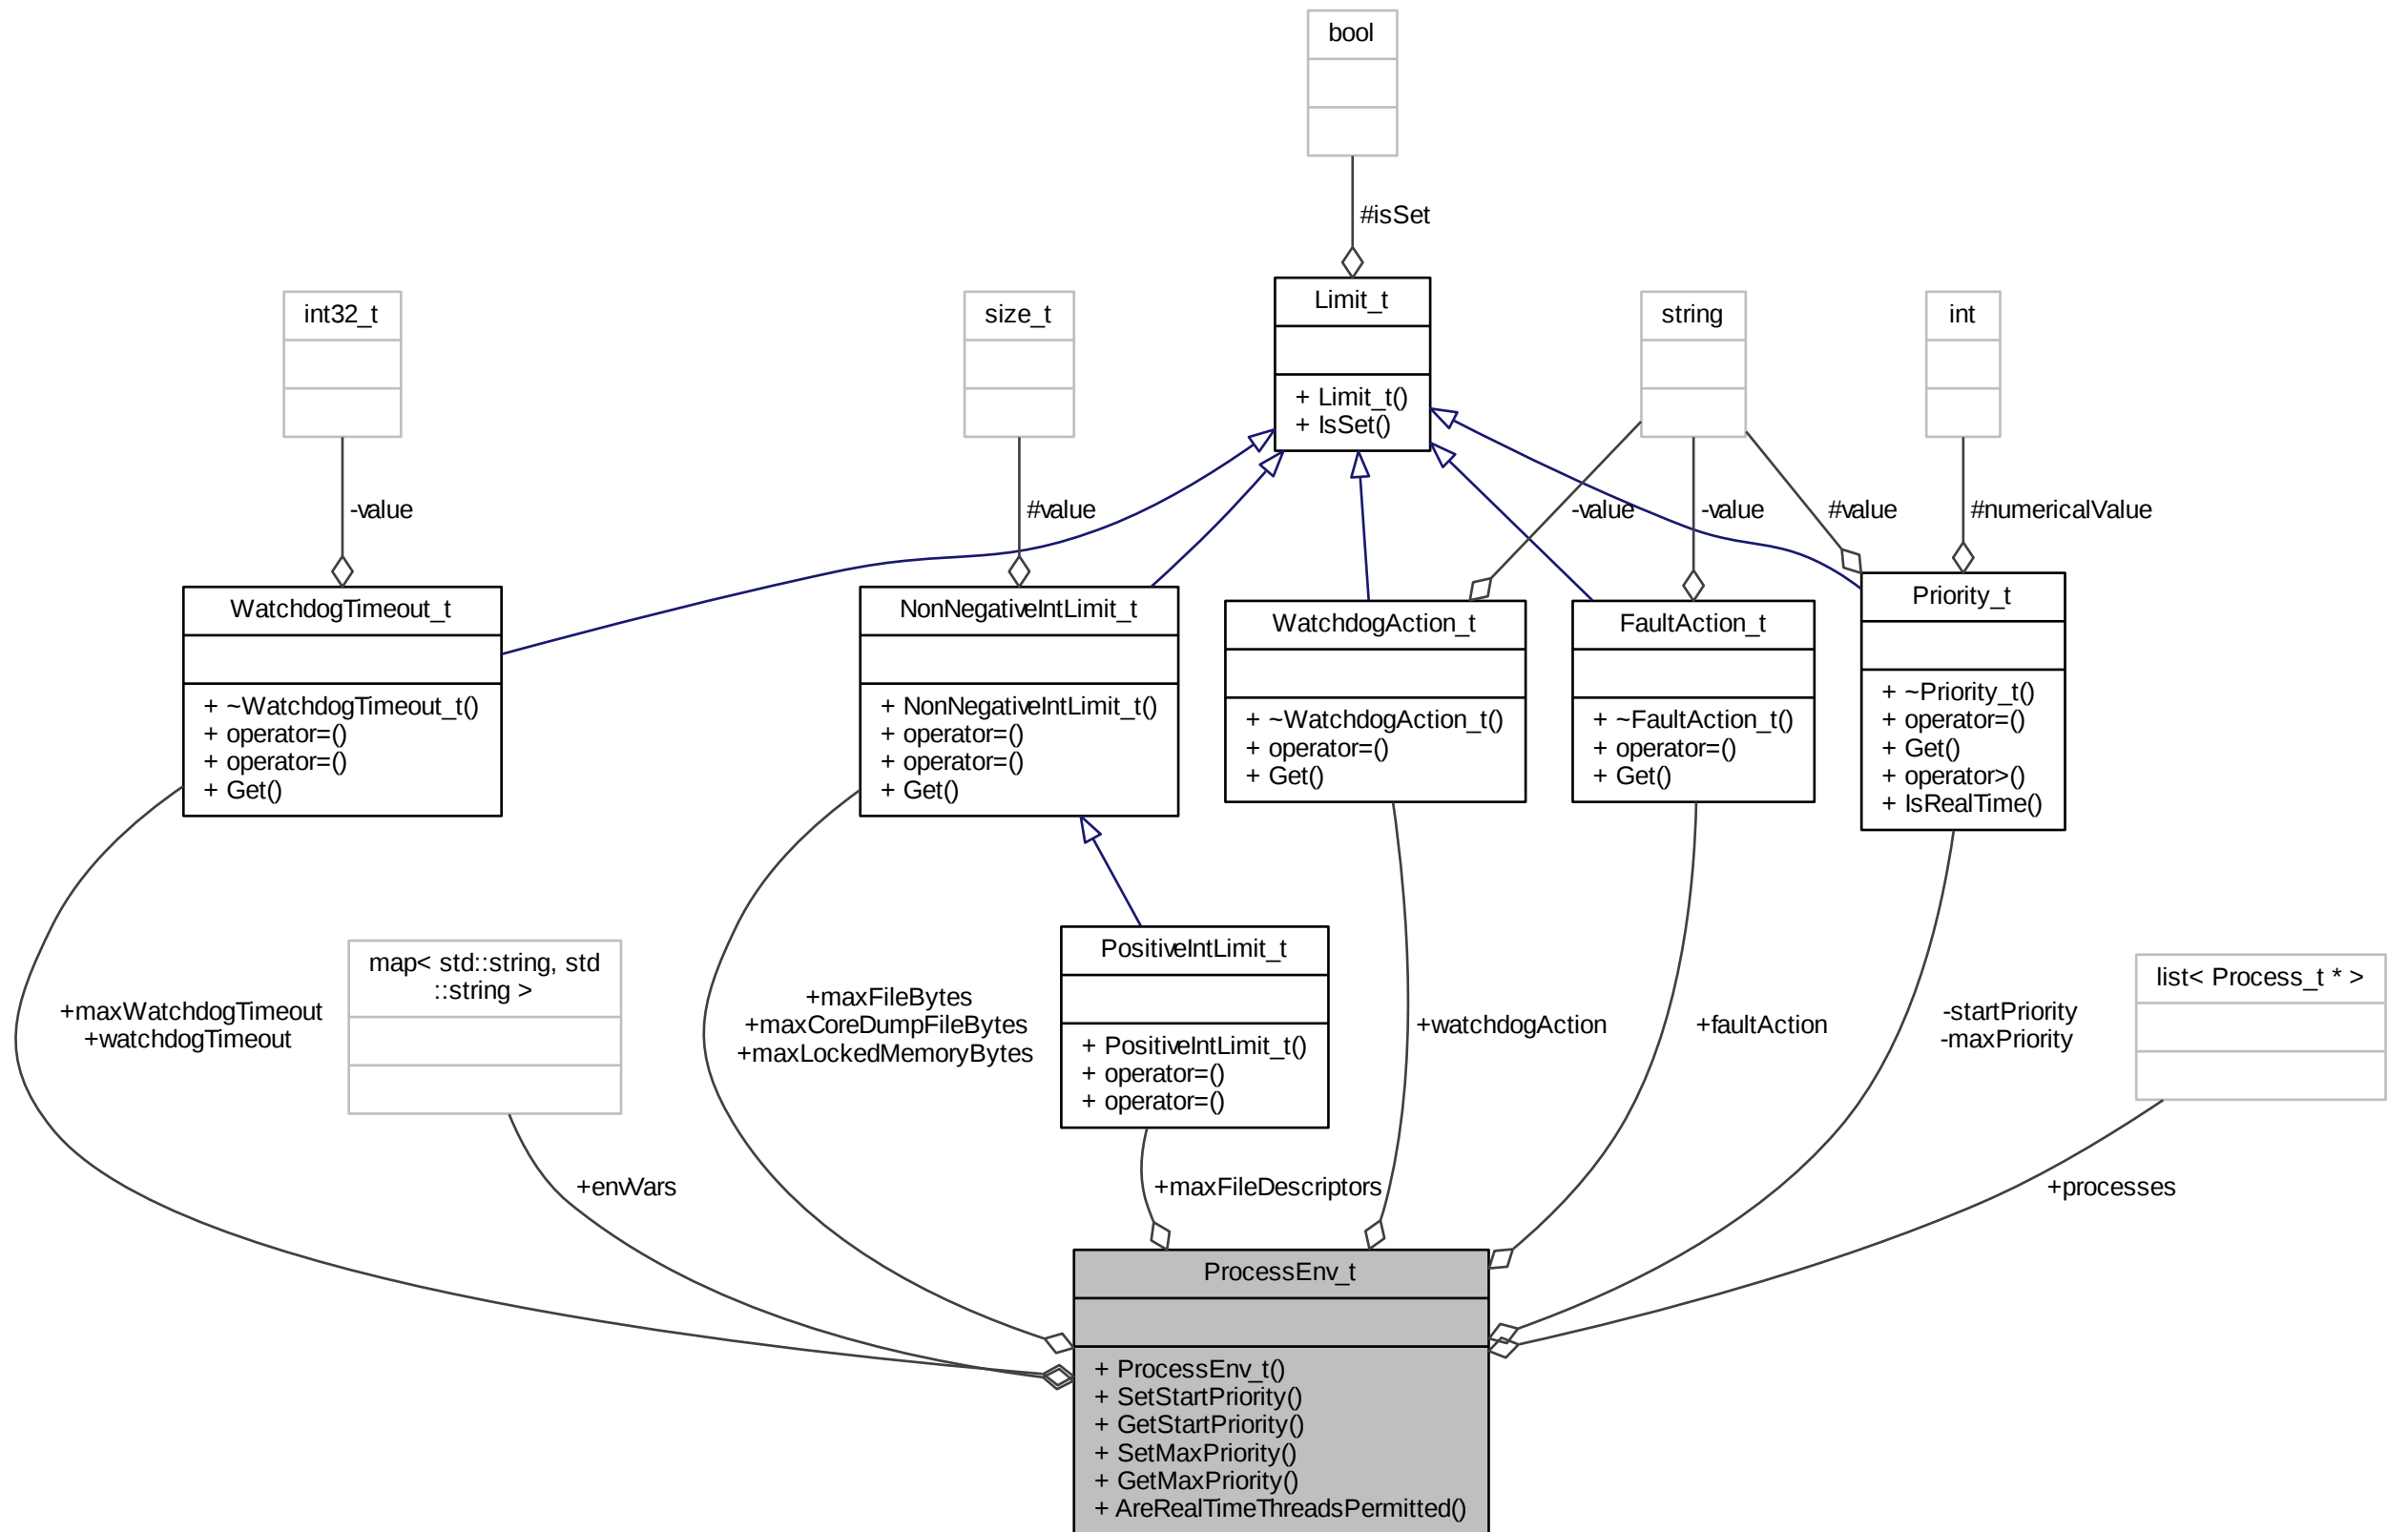 bool
#isSet
int32_t
size_t
Limit_t
+ Limit_t()
+ IsSet()
string
int
-value
#value
-value
-value
#value
#numericalValue
WatchdogTimeout_t
+ ~WatchdogTimeout_t()
+ operator=()
+ operator=()
+ Get()
NonNegativeIntLimit_t
+ NonNegativeIntLimit_t()
+ operator=()
+ operator=()
+ Get()
WatchdogAction_t
+ ~WatchdogAction_t()
+ operator=()
+ Get()
FaultAction_t
+ ~FaultAction_t()
+ operator=()
+ Get()
Priority_t
+ ~Priority_t()
+ operator=()
+ Get()
+ operator>()
+ IsRealTime()
+maxWatchdogTimeout
+watchdogTimeout
map< std::string, std
::string >
+maxFileBytes
+maxCoreDumpFileBytes
+maxLockedMemoryBytes
PositiveIntLimit_t
+ PositiveIntLimit_t()
+ operator=()
+ operator=()
+watchdogAction
+faultAction
-startPriority
-maxPriority
list< Process_t * >
+envVars
+maxFileDescriptors
+processes
ProcessEnv_t
+ ProcessEnv_t()
+ SetStartPriority()
+ GetStartPriority()
+ SetMaxPriority()
+ GetMaxPriority()
+ AreRealTimeThreadsPermitted()